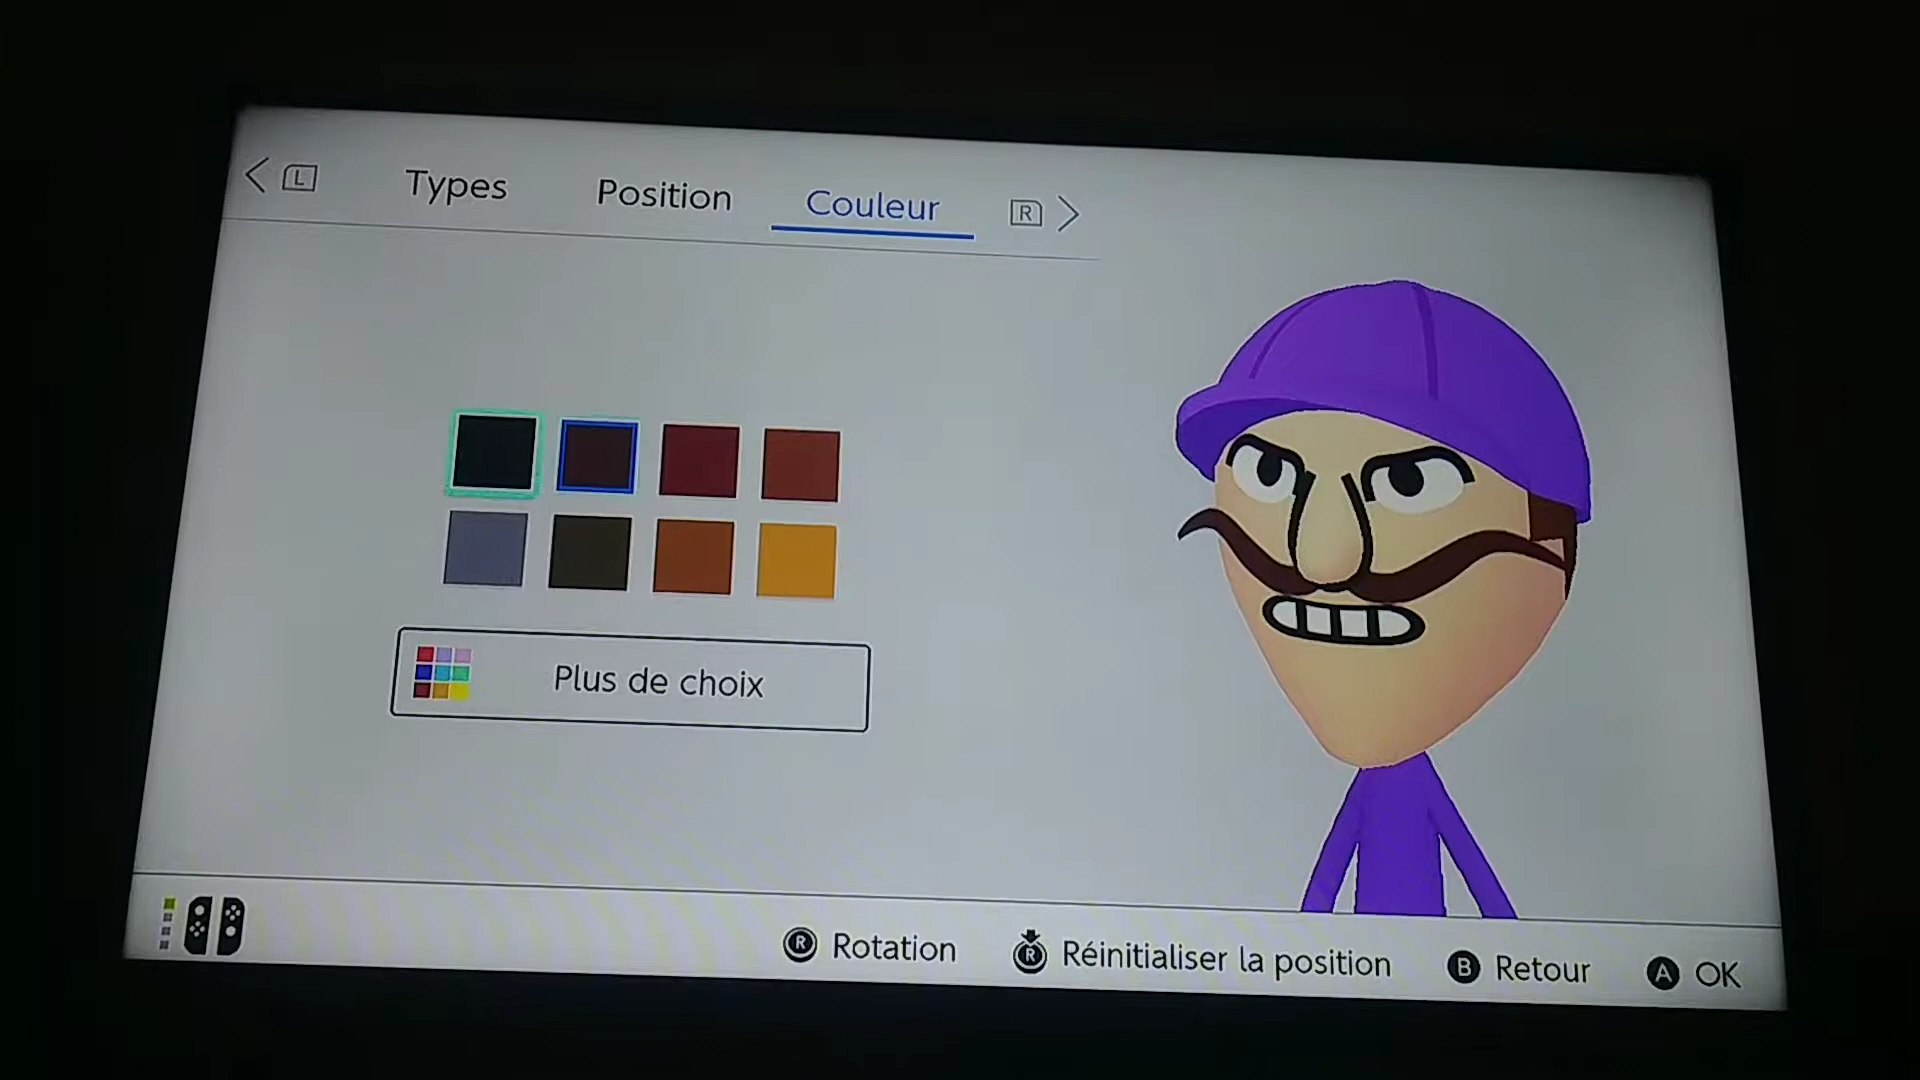 L Types Position Couleur R
Plus de choix
R Rotation R Réinitialiser la position B Retour A OK